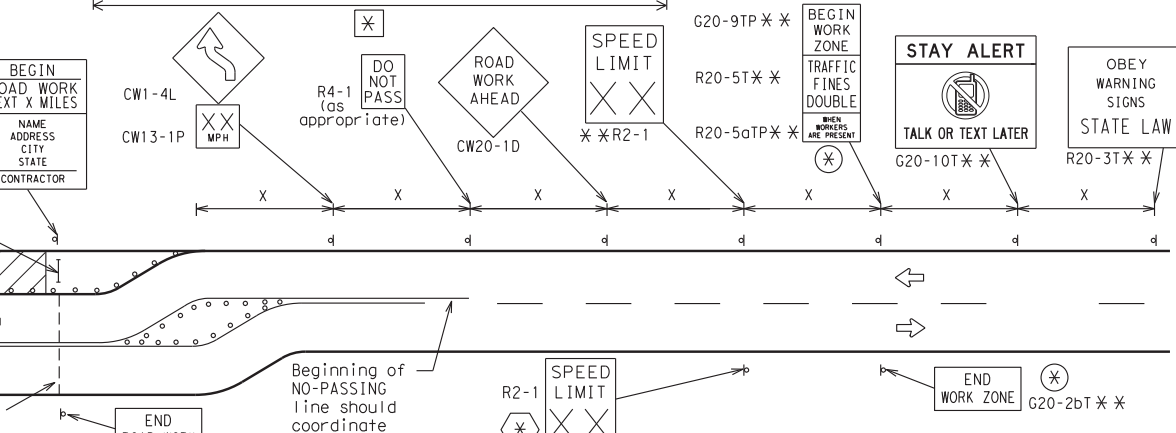 BEGIN
ROAD WORK
NEXT X MILES
NAME
ADDRESS
CITY
STATE
CONTRACTOR
CW1-4L
CW13-1P
X X
MPH
*
R4-1
(as
appropriate)
DO
NOT
PASS
ROAD
WORK
AHEAD
CW20-1D
SPEED
LIMIT
X X
* * R2-1
G20-9TP * *
R20-5T * *
R20-5aTP * *
BEGIN
WORK
ZONE
TRAFFIC
FINES
DOUBLE
WHEN
WORKERS
ARE PRESENT
*
STAY ALERT
TALK OR TEXT LATER
G20-10T * *
OBEY
WARNING
SIGNS
STATE LAW
R20-3T * *
X X X X X X X
Beginning of
NO-PASSING
line should
coordinate
R2-1
*
SPEED
LIMIT
X X
END
WORK ZONE
*
G20-2bT * *
END